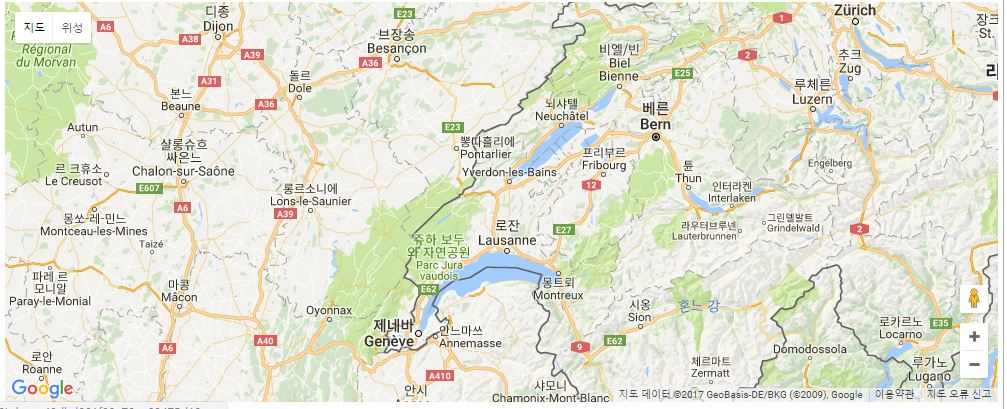 지도 위성
Régional
du Morvan
디종
Dijon
A6
A38
A39
A31
본느
Beaune
Autun
르 크휴소
Le Creusot
샬롱슈흐
싸온느
Chalon-sur-Saône
E607
A6
몽쏘-레-민느
Montceau-les-Mines
Taizé
파레 르
모니알
Paray-le-Monial
마콩
Mâcon
로안
Roanne
A6
A40
E23
브장송
Besançon
A36
돌르
Dole
A36
E23
뽕따흘리에
Pontarlier
롱르소니에
Lons-le-Saunier
A39
쥬하 보두
와 자연공원
Parc Jura
vaudois
E62
Oyonnax
제네바
Genève
안느마쓰
Annemasse
A410
안시
샤모니
Chamonix-Mont-Blanc
비엘/빈
Biel
Bienne
뇌샤텔
Neuchâtel
Yverdon-les-Bains
로잔
Lausanne
몽트뢰
Montreux
E27
12
프리부르
Fribourg
베른
Bern
E25
2
1
Zürich
추크
Zug
루체른
Luzern
Engelberg
튠
Thun
인터라켄
Interlaken
라우터브루넨
Lauterbrunnen
그린델발트
Grindelwald
2
2
시옹
Sion
혼느 강
9
E62
체르마트
Zermatt
Domodossola
로카르노
Locarno
E35
루가노
Lugano
Google
지도 데이터 ©2017 GeoBasis-DE/BKG (©2009), Google
이용약관
지도 오류 신고